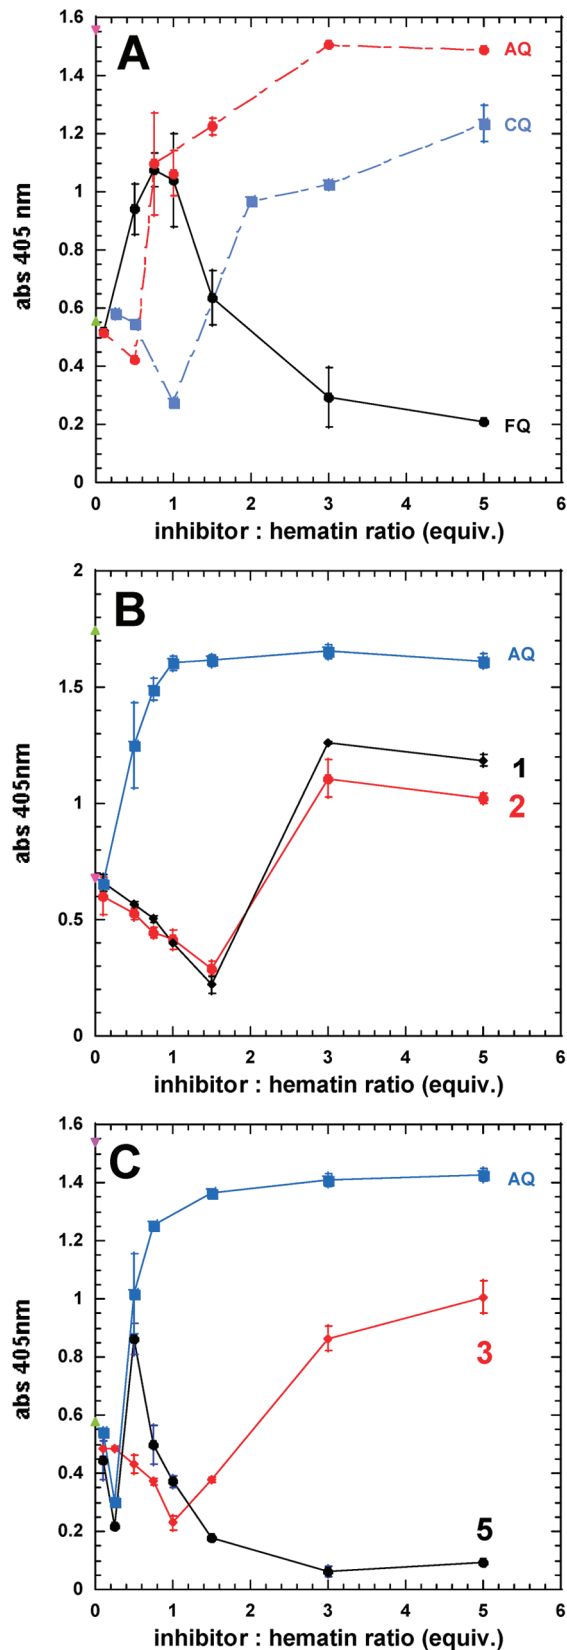 A
1.6
1.4
1.2
1
0.8
0.6
0.4
0.2
0
abs 405 nm
AQ
CQ
FQ
0 1 2 3 4 5 6
inhibitor : hematin ratio (equiv.)
B
2
1.5
1
0.5
0
abs 405nm
AQ
1
2
0 1 2 3 4 5 6
inhibitor : hematin ratio (equiv.)
C
1.6
1.4
1.2
1
0.8
0.6
0.4
0.2
0
abs 405nm
AQ
3
5
0 1 2 3 4 5 6
inhibitor : hematin ratio (equiv.)